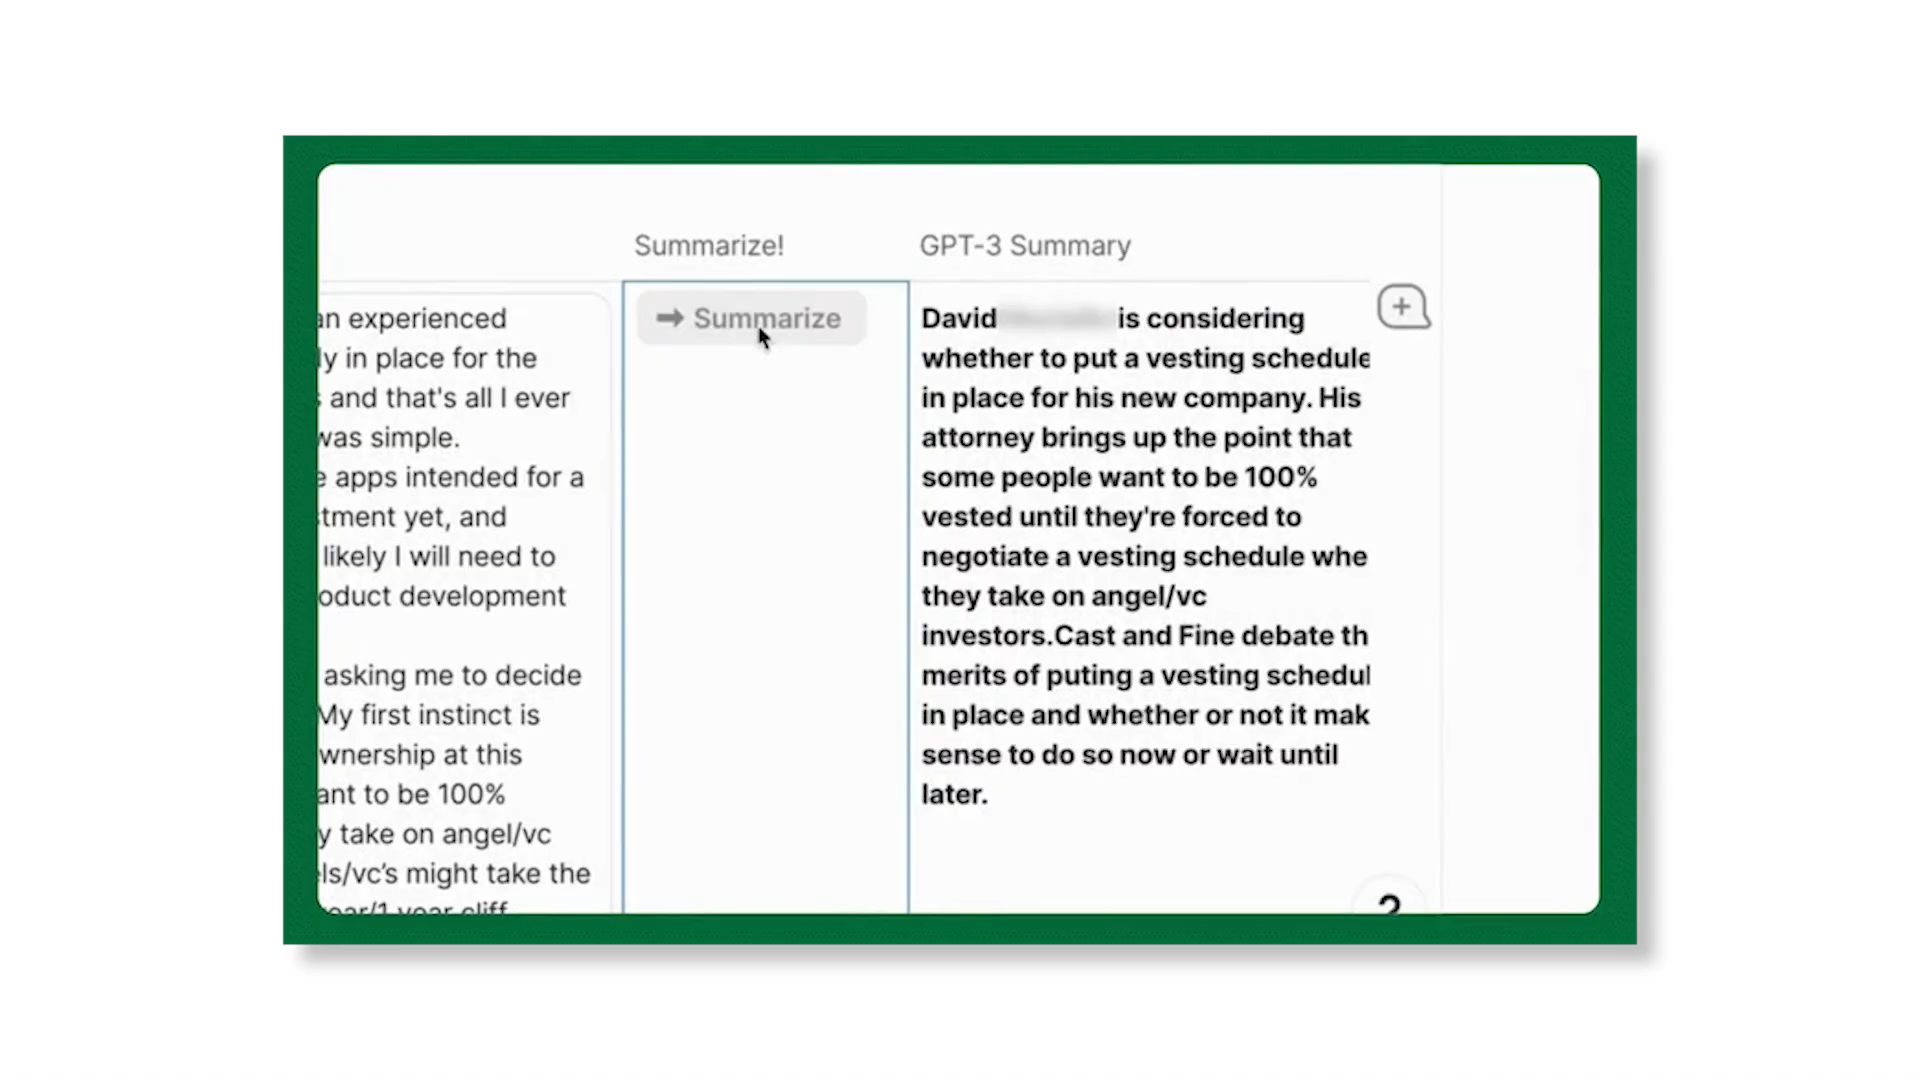 Summarize!
GPT-3 Summary
an experienced
ly in place for the
s and that's all I ever
was simple.
e apps intended for a
stment yet, and
likely I will need to
oduct development
asking me to decide
My first instinct is
wnership at this
ant to be 100%
y take on angel/vc
els/vc's might take the
year/1 year cliff
➡ Summarize
David is considering
whether to put a vesting schedule
in place for his new company. His
attorney brings up the point that
some people want to be 100%
vested until they're forced to
negotiate a vesting schedule whe
they take on angel/vc
investors.Cast and Fine debate th
merits of puting a vesting schedul
in place and whether or not it mak
sense to do so now or wait until
later.
?